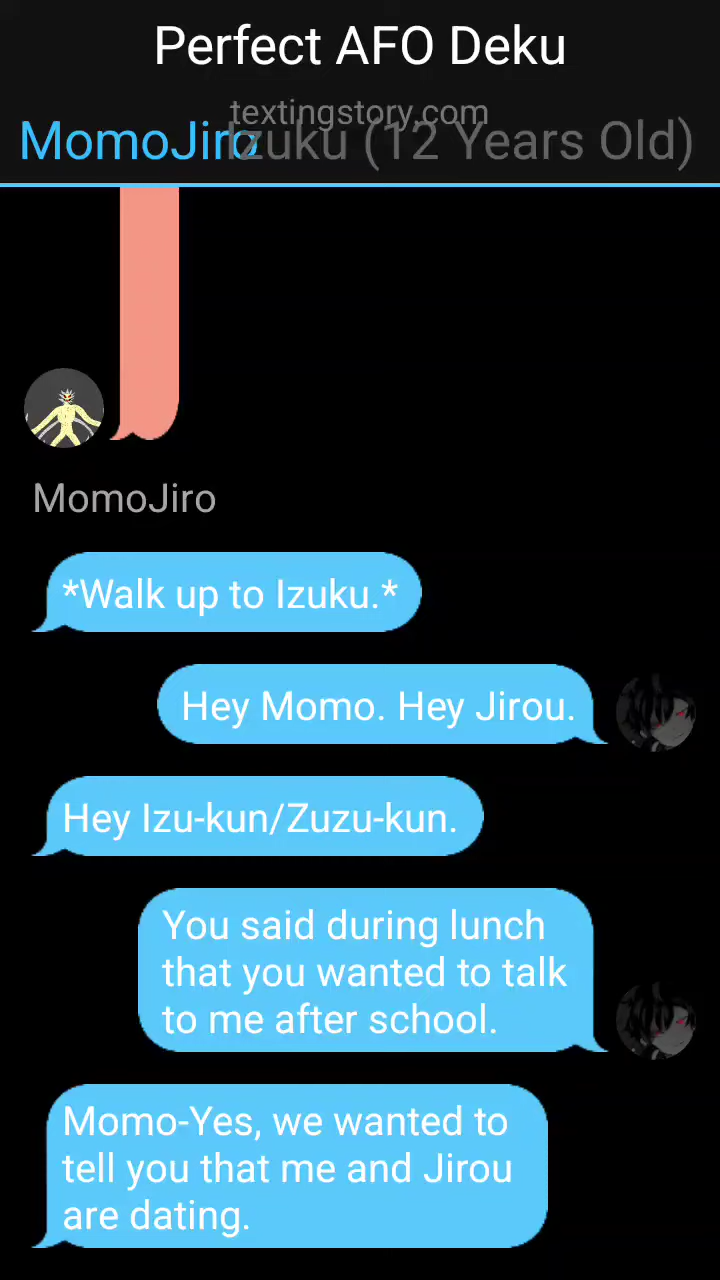 Perfect AFO Deku
textingstory.com
MomoJiro
Izuku (12 Years Old)
MomoJiro
*Walk up to Izuku.*
Hey Momo. Hey Jirou.
Hey Izu-kun/Zuzu-kun.
You said during lunch
that you wanted to talk
to me after school.
Momo-Yes, we wanted to
tell you that me and Jirou
are dating.